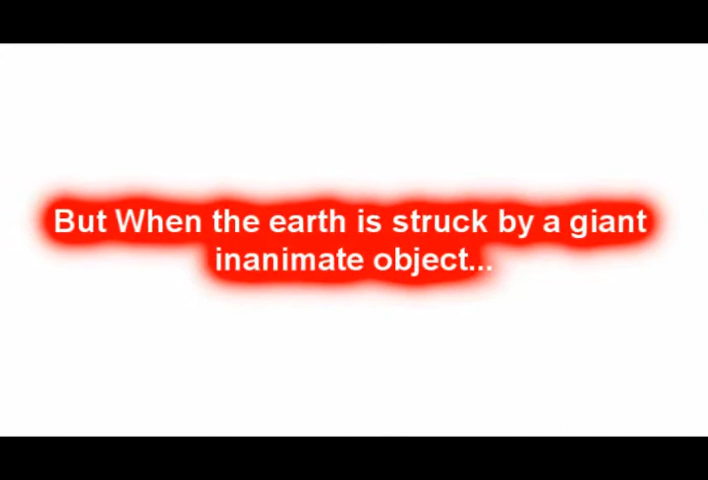 But When the earth is struck by a giant
inanimate object...